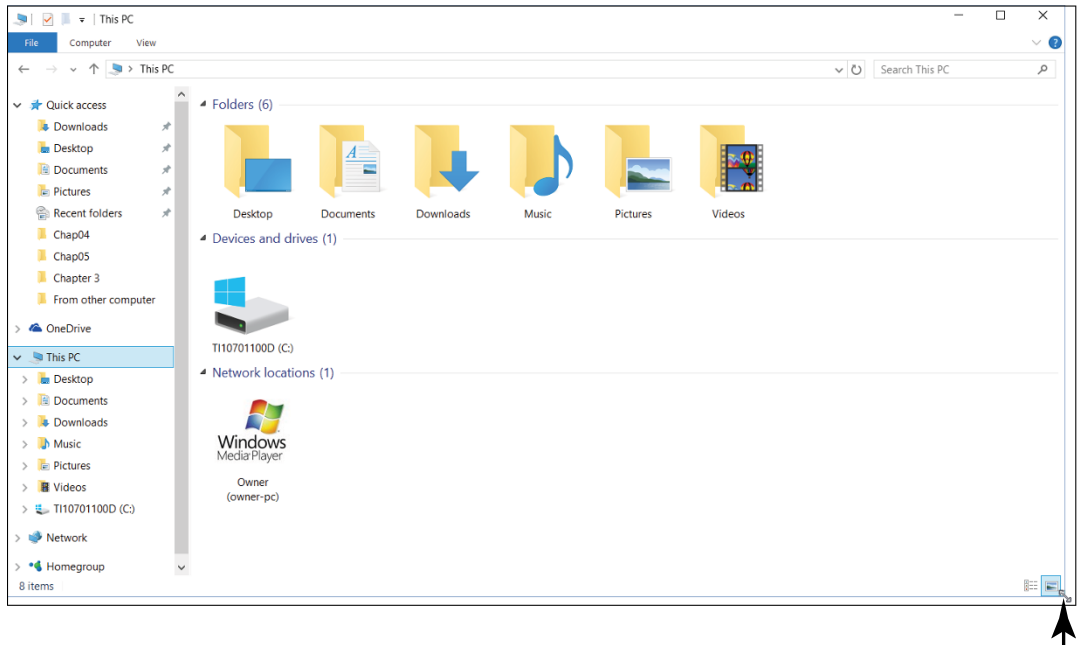 This PC
File Computer View
This PC
Search This PC
Quick access
Downloads
Desktop
Documents
Pictures
Recent folders
Chap04
Chap05
Chapter 3
From other computer
OneDrive
This PC
Desktop
Documents
Downloads
Music
Pictures
Videos
TI10701100D (C:)
Network
Homegroup
Folders (6)
Desktop Documents Downloads Music Pictures Videos
Devices and drives (1)
TI10701100D (C:)
Network locations (1)
Windows
Media Player
Owner
(owner-pc)
8 items